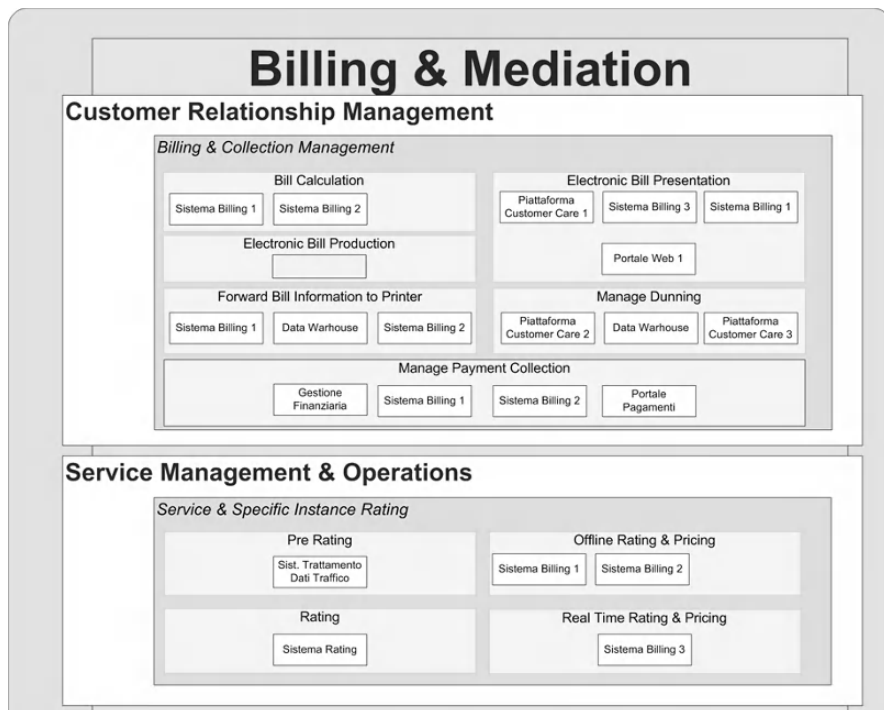 Billing & Mediation
Customer Relationship Management
Billing & Collection Management
Bill Calculation
Sistema Billing 1
Sistema Billing 2
Electronic Bill Presentation
Piattaforma
Customer Care 1
Sistema Billing 3
Sistema Billing 1
Portale Web 1
Electronic Bill Production
Forward Bill Information to Printer
Sistema Billing 1
Data Warhouse
Sistema Billing 2
Manage Dunning
Piattaforma
Customer Care 2
Data Warhouse
Piattaforma
Customer Care 3
Manage Payment Collection
Gestione
Finanziaria
Sistema Billing 1
Sistema Billing 2
Portale
Pagamenti
Service Management & Operations
Service & Specific Instance Rating
Pre Rating
Sist. Trattamento
Dati Traffico
Offline Rating & Pricing
Sistema Billing 1
Sistema Billing 2
Rating
Sistema Rating
Real Time Rating & Pricing
Sistema Billing 3